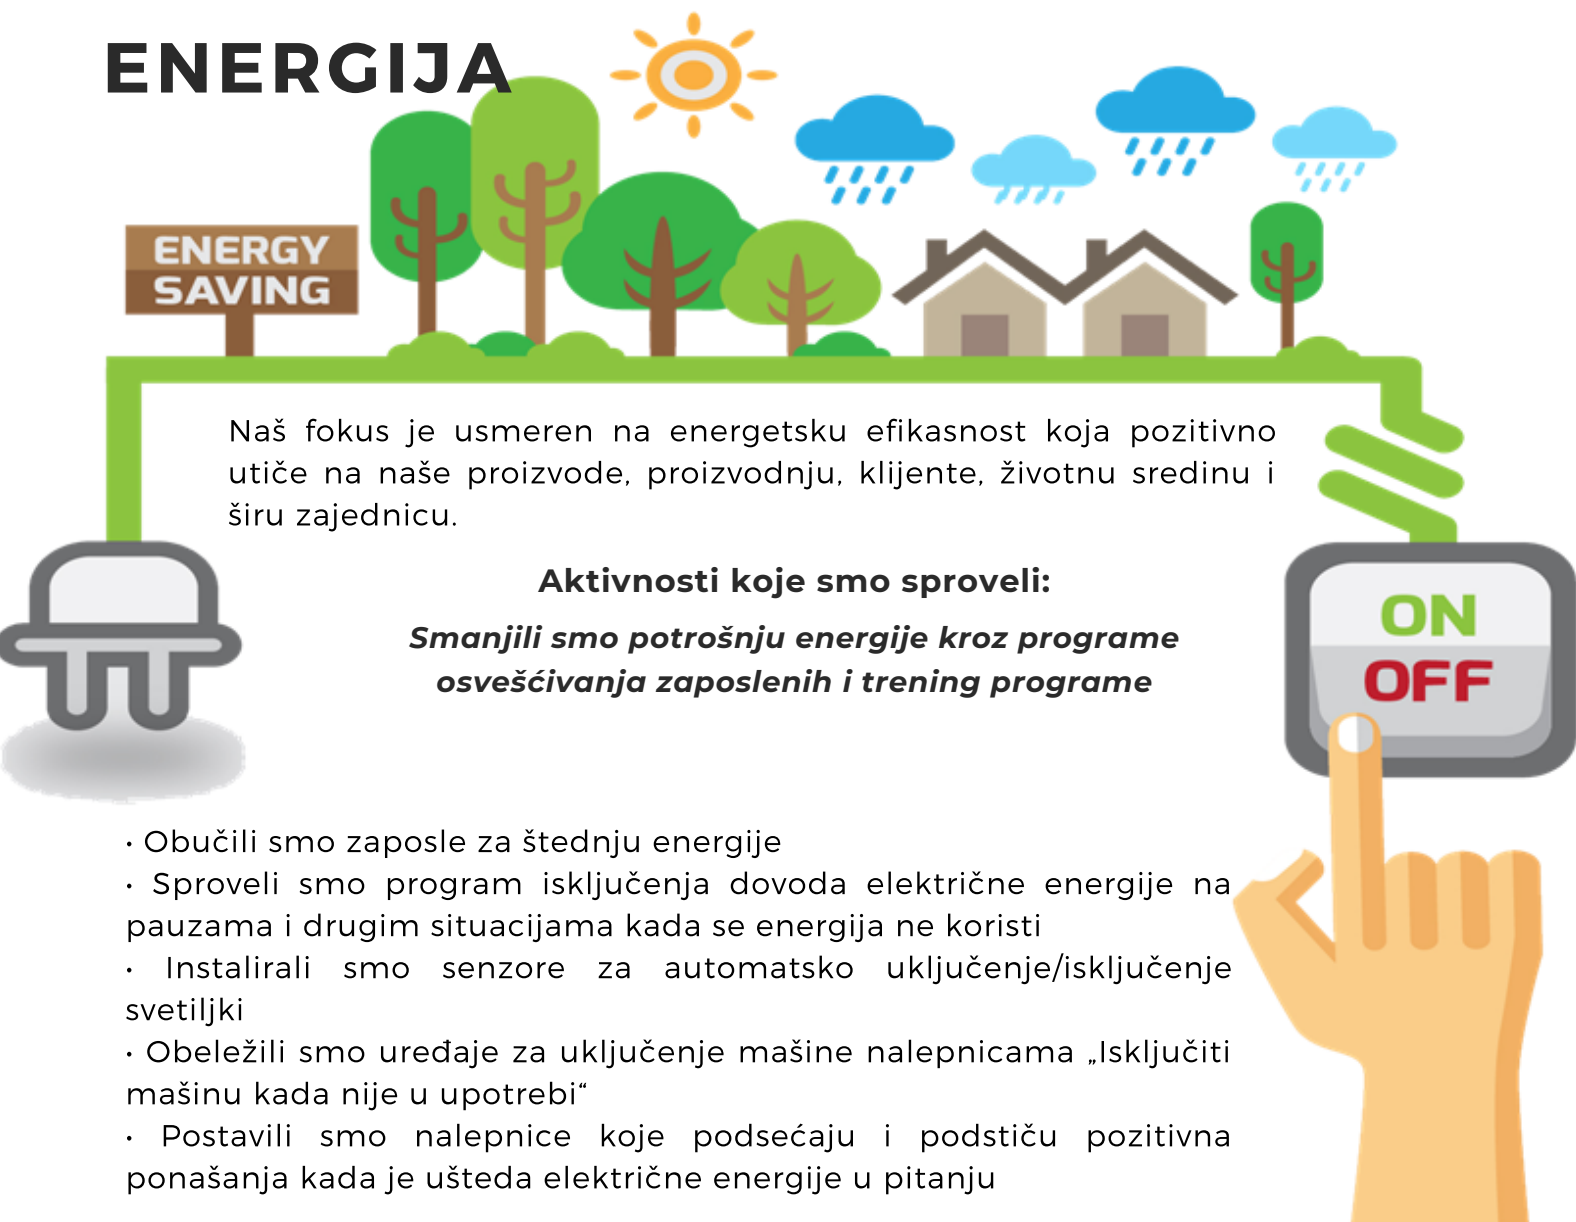 ENERGIJA
ENERGY
SAVING
Naš fokus je usmeren na energetsku efikasnost koja pozitivno
utiče na naše proizvode, proizvodnju, klijente, životnu sredinu i
širu zajednicu.
Aktivnosti koje smo sproveli:
Smanjili smo potrošnju energije kroz programe
osvešćivanja zaposlenih i trening programe
ON
OFF
• Obučili smo zaposle za štednju energije
• Sproveli smo program isključenja dovoda električne energije na
pauzama i drugim situacijama kada se energija ne koristi
• Instalirali smo senzore za automatsko uključenje/isključenje
svetiljki
• Obeležili smo uređaje za uključenje mašine nalepnicama „Isključiti
mašinu kada nije u upotrebi“
• Postavili smo nalepnice koje podsećaju i podstiču pozitivna
ponašanja kada je ušteda električne energije u pitanju